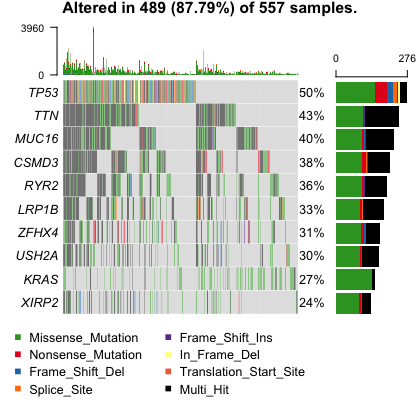 Altered in 489 (87.79%) of 557 samples.
3960
0
0 276
TP53 50%
TTN 43%
MUC16 40%
CSMD3 38%
RYR2 36%
LRP1B 33%
ZFHX4 31%
USH2A 30%
KRAS 27%
XIRP2 24%
Missense_Mutation
Nonsense_Mutation
Frame_Shift_Del
Splice_Site
Frame_Shift_Ins
In_Frame_Del
Translation_Start_Site
Multi_Hit